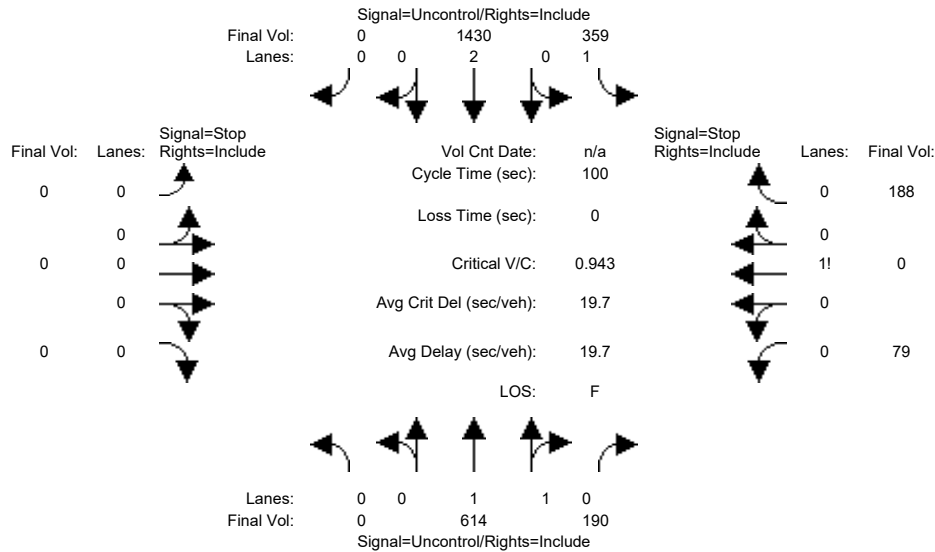 Signal=Uncontrol/Rights=Include
Final Vol: 0 1430 359
Lanes: 0 0 2 0 1
Signal=Stop Signal=Stop
Final Vol: Lanes: Rights=Include Vol Cnt Date: n/a Rights=Include Lanes: Final Vol:
Cycle Time (sec): 100
0 0 0 188
Loss Time (sec): 0
0 0
0 0 Critical V/C: 0.943 1! 0
0 Avg Crit Del (sec/veh): 19.7 0
0 0 Avg Delay (sec/veh): 19.7 0 79
LOS: F
Lanes: 0 0 1 1 0
Final Vol: 0 614 190
Signal=Uncontrol/Rights=Include